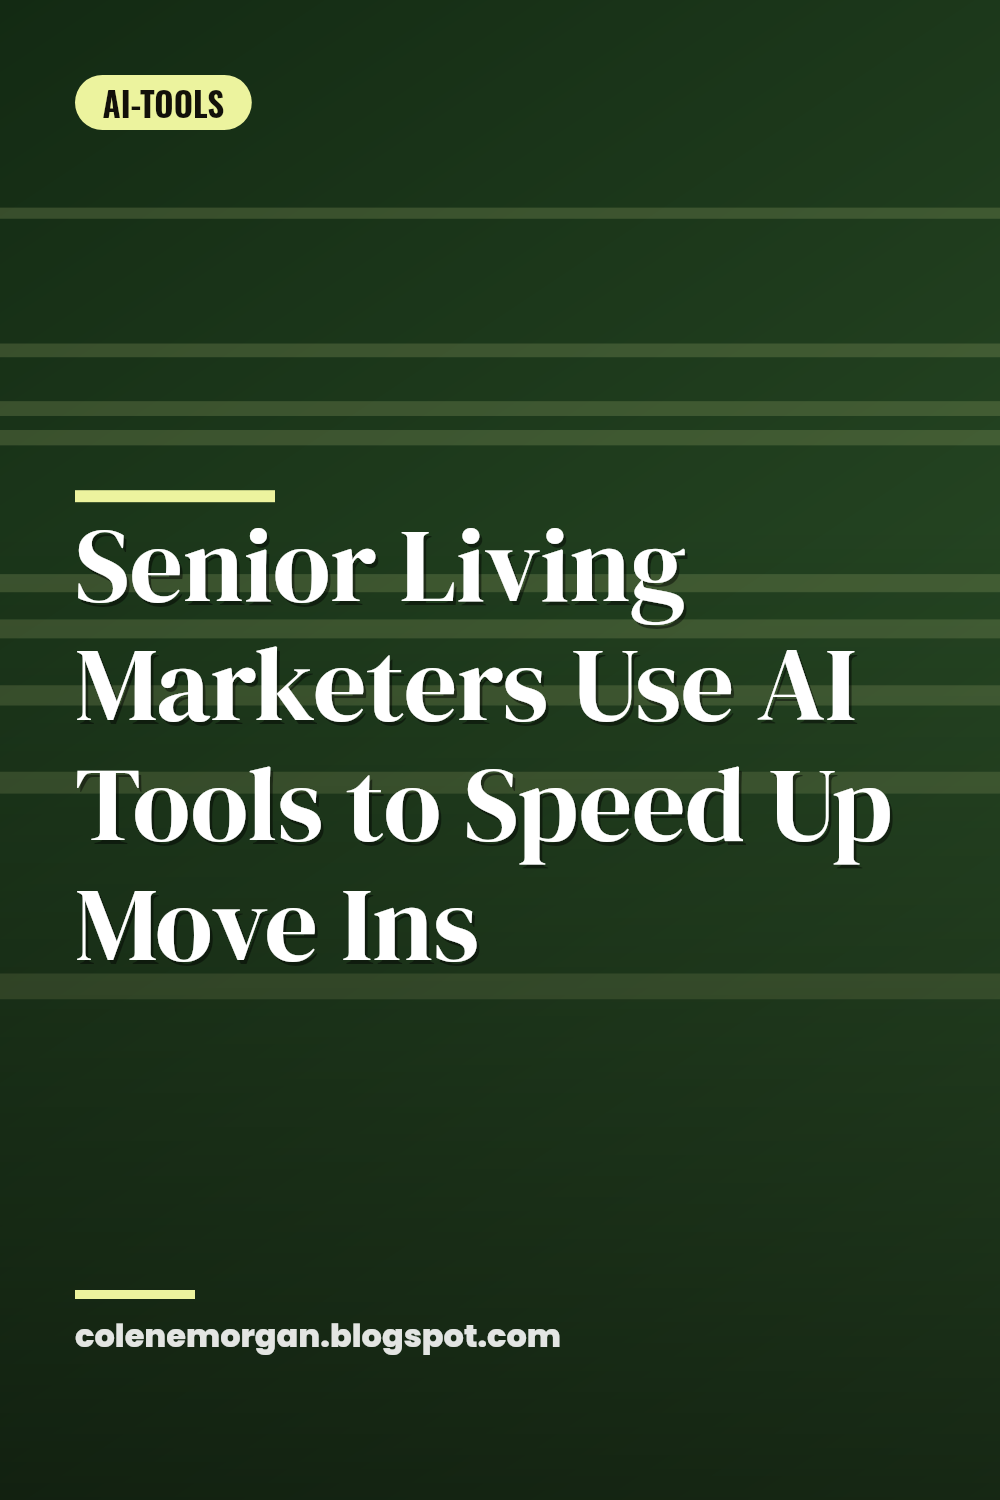 AI-TOOLS
Senior Living
Marketers Use AI
Tools to Speed Up
Move Ins
colenemorgan.blogspot.com